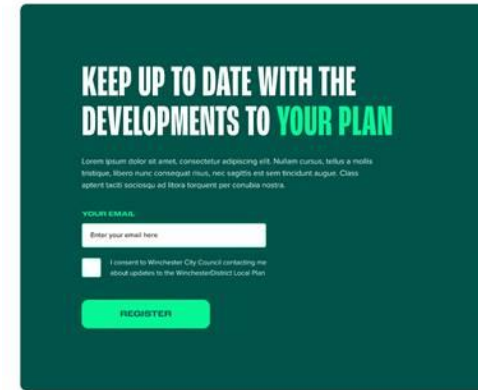 KEEP UP TO DATE WITH THE
DEVELOPMENTS TO YOUR PLAN
Lorem ipsum dolor sit amet, consectetur adipiscing elit. Nullam cursus, tellus a mollis
tristique, libero nunc consequat risus, nec sagittis est sem tincidunt augue. Class
aptent taciti sociosqu ad litora torquent per conubia nostra.
YOUR EMAIL
Enter your email here
I consent to Winchester City Council contacting me
about updates to the WinchesterDistrict Local Plan
REGISTER